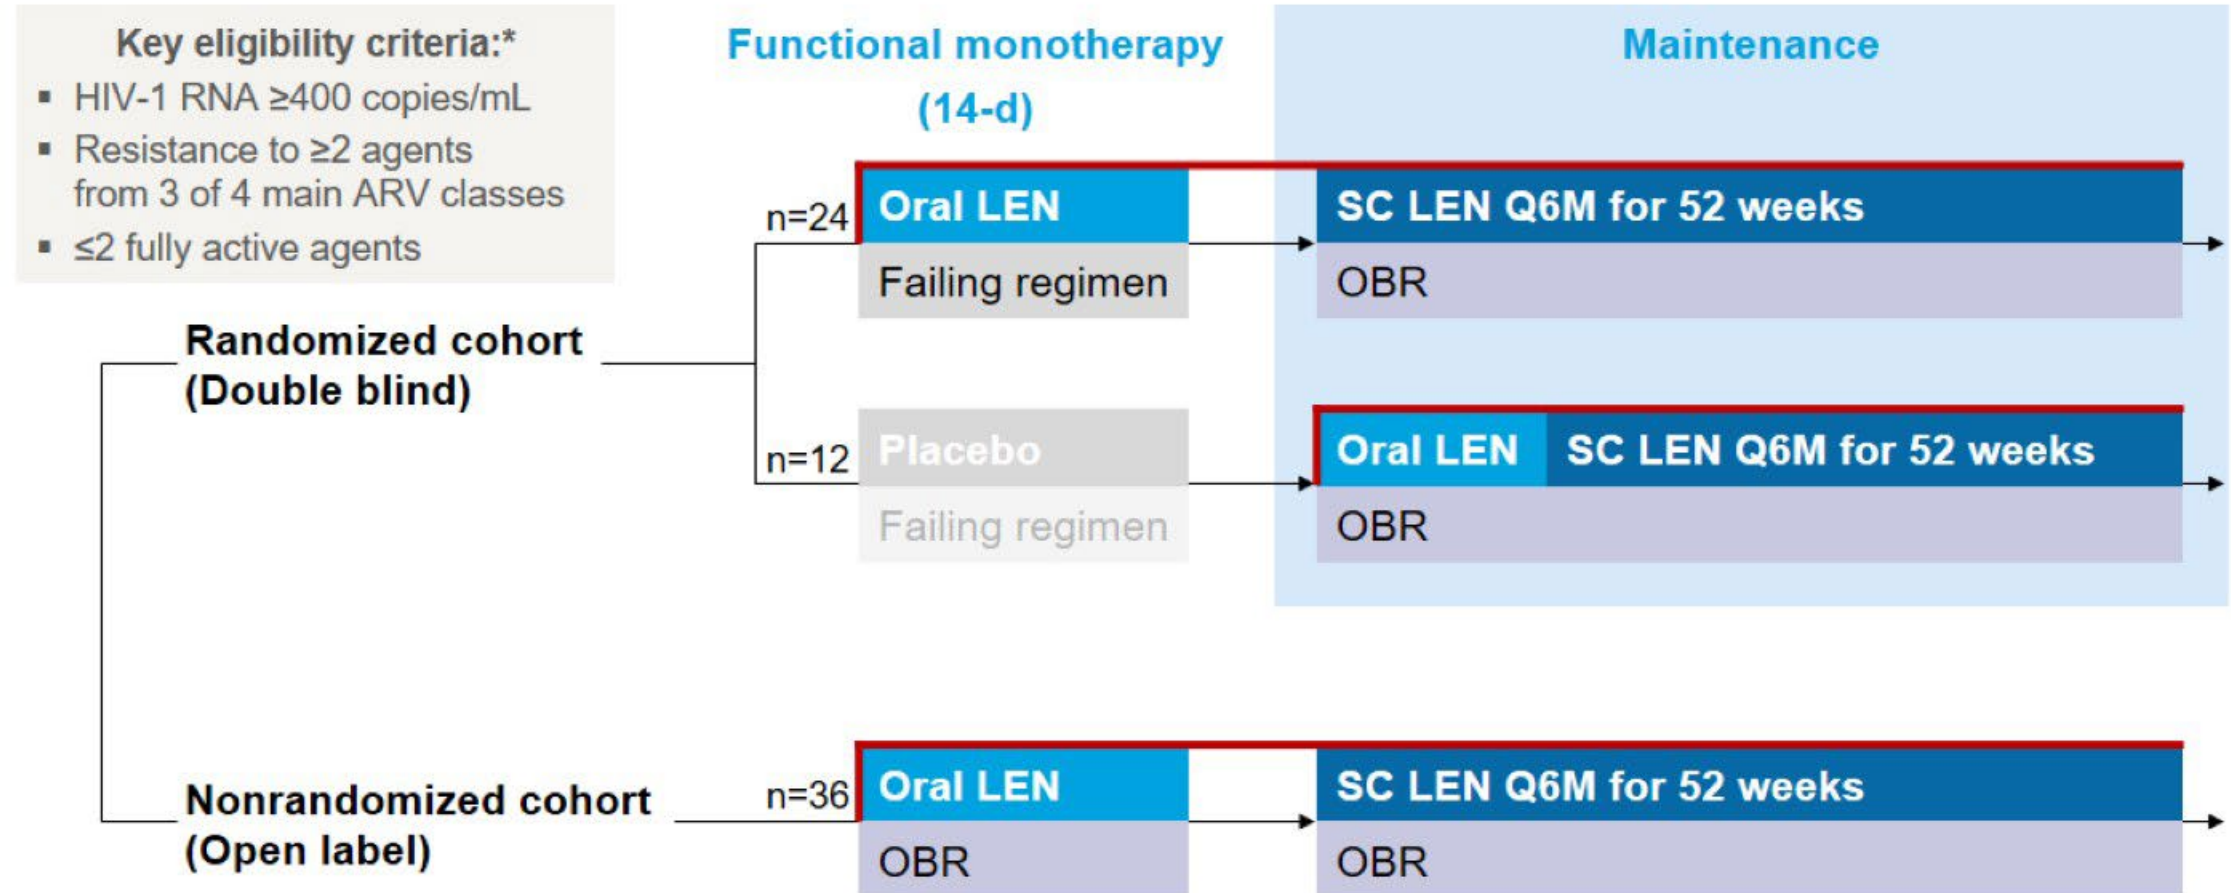 Key eligibility criteria:*
▪ HIV-1 RNA ≥400 copies/mL
▪ Resistance to ≥2 agents
from 3 of 4 main ARV classes
▪ ≤2 fully active agents
Functional monotherapy
(14-d)
Maintenance
Randomized cohort
(Double blind)
n=24
Oral LEN
Failing regimen
SC LEN Q6M for 52 weeks
OBR
n=12
Placebo
Failing regimen
Oral LEN
SC LEN Q6M for 52 weeks
OBR
Nonrandomized cohort
(Open label)
n=36
Oral LEN
OBR
SC LEN Q6M for 52 weeks
OBR